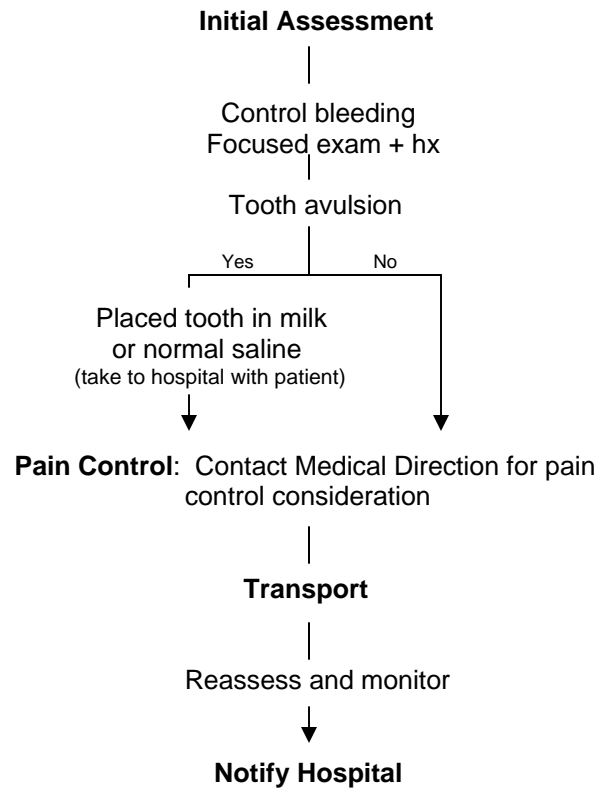 Initial Assessment
Control bleeding
Focused exam + hx
Tooth avulsion
Yes
No
Placed tooth in milk
or normal saline
(take to hospital with patient)
Pain Control:  Contact Medical Direction for pain
control consideration
Transport
Reassess and monitor
Notify Hospital